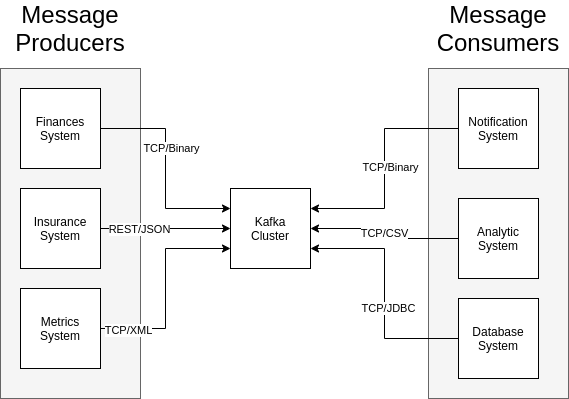 Message
Producers
Message
Consumers
Finances
System
Notification
System
TCP/Binary
TCP/Binary
Insurance
System
REST/JSON
Kafka
Cluster
TCP/CSV
Analytic
System
Metrics
System
TCP/XML
TCP/JDBC
Database
System